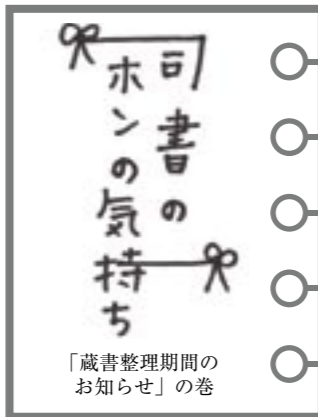 司書の
ホンの気持ち
「蔵書整理期間の
お知らせ」の巻